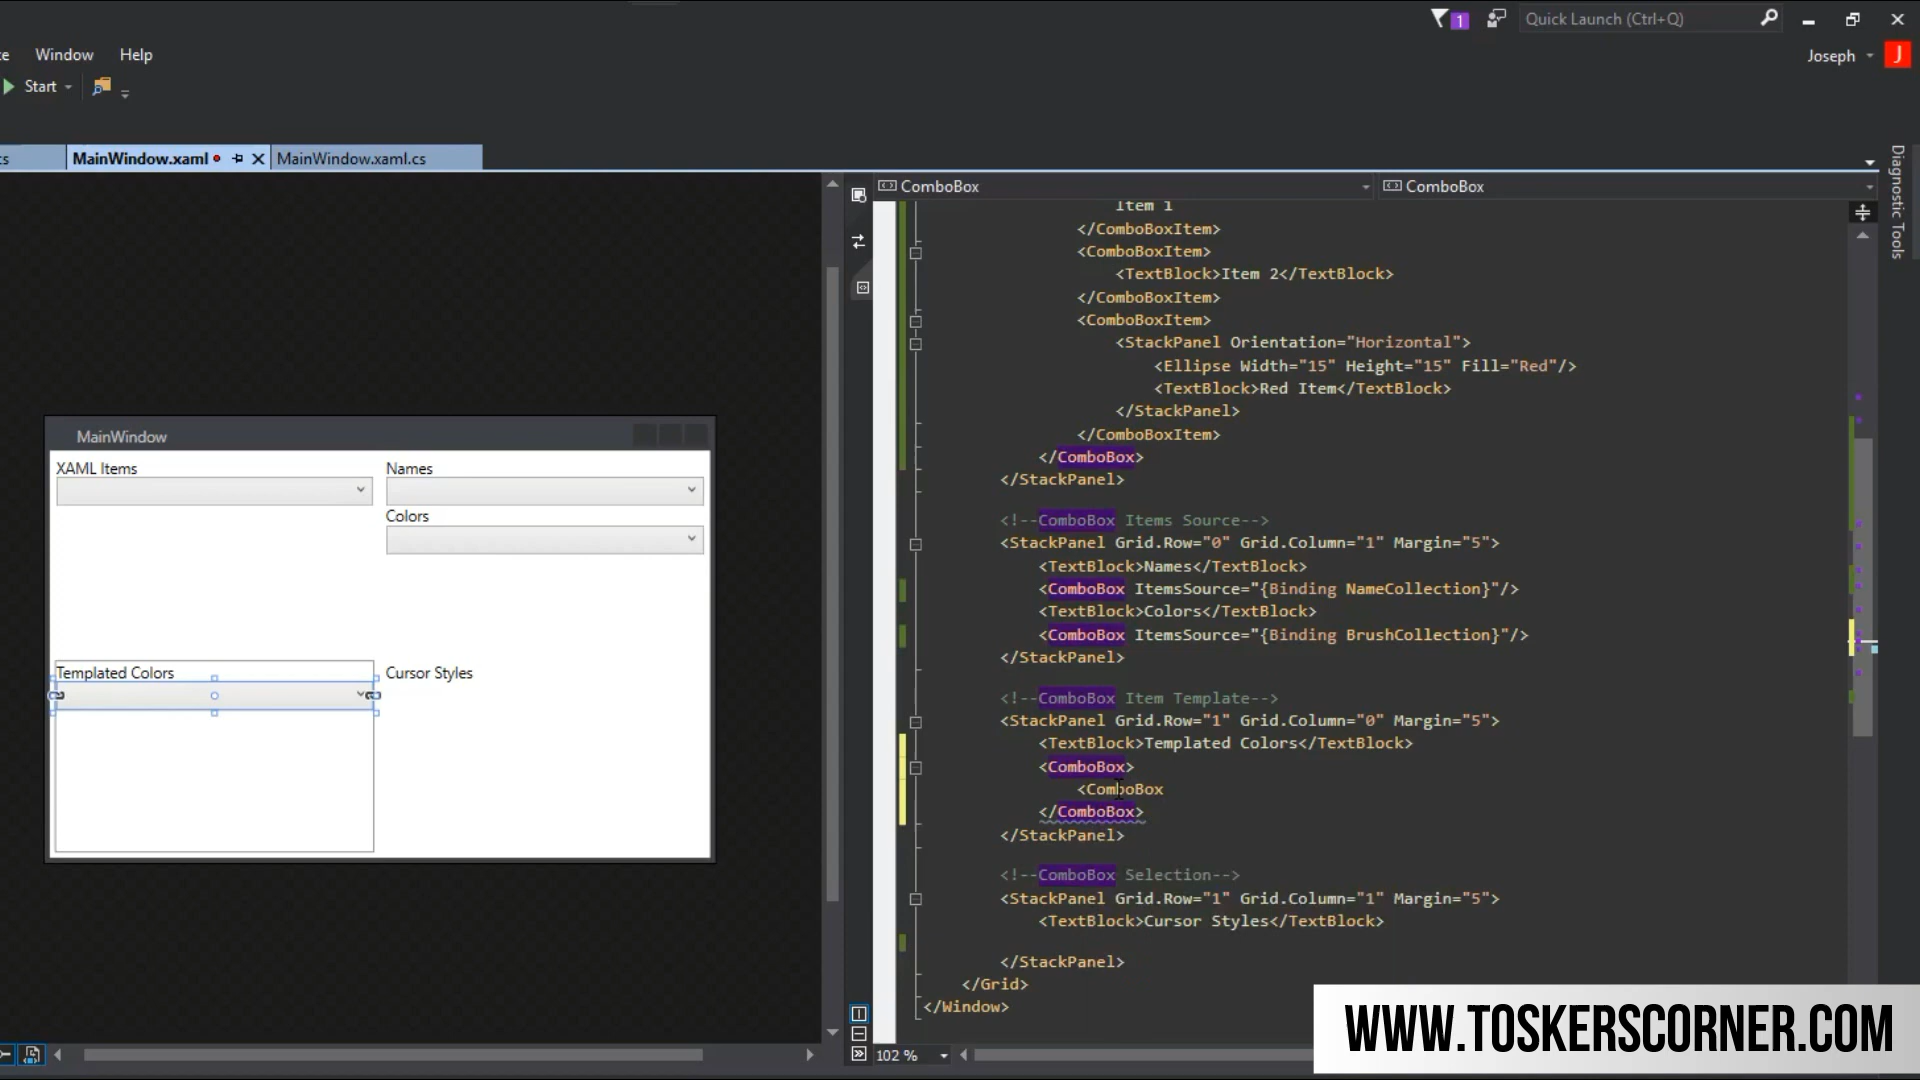 1
Quick Launch (Ctrl+Q)
Window Help
Joseph J
Start
MainWindow.xaml MainWindow.xaml.cs
Diagnostic Tools
ComboBox ComboBox
Item 1
</ComboBoxItem>
<ComboBoxItem>
<TextBlock>Item 2</TextBlock>
</ComboBoxItem>
<ComboBoxItem>
<StackPanel Orientation="Horizontal">
<Ellipse Width="15" Height="15" Fill="Red"/>
<TextBlock>Red Item</TextBlock>
</StackPanel>
</ComboBoxItem>
</ComboBox>
</StackPanel>
<!--ComboBox Items Source-->
<StackPanel Grid.Row="0" Grid.Column="1" Margin="5">
<TextBlock>Names</TextBlock>
<ComboBox ItemsSource="{Binding NameCollection}"/>
<TextBlock>Colors</TextBlock>
<ComboBox ItemsSource="{Binding BrushCollection}"/>
</StackPanel>
<!--ComboBox Item Template-->
<StackPanel Grid.Row="1" Grid.Column="0" Margin="5">
<TextBlock>Templated Colors</TextBlock>
<ComboBox>
<ComboBox
</ComboBox>
</StackPanel>
<!--ComboBox Selection-->
<StackPanel Grid.Row="1" Grid.Column="1" Margin="5">
<TextBlock>Cursor Styles</TextBlock>
</StackPanel>
</Grid>
</Window>
MainWindow
XAML Items
Names
Colors
Templated Colors
Cursor Styles
102 %
WWW.TOSKERSCORNER.COM